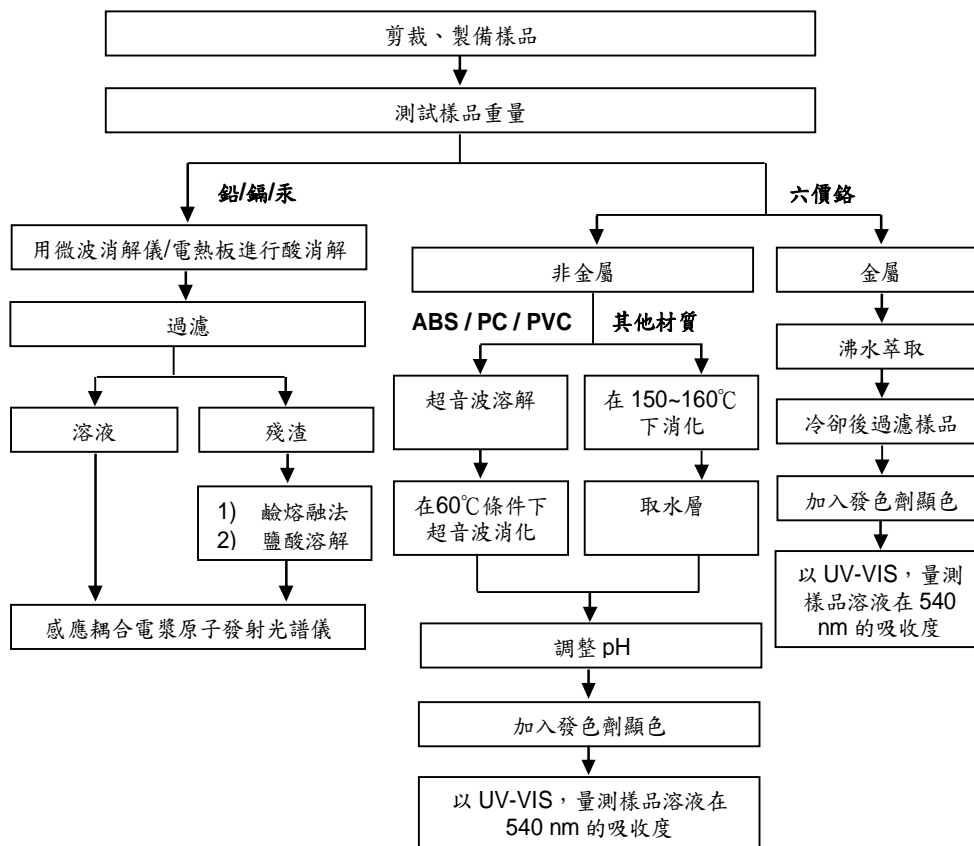 剪裁、製備樣品
測試樣品重量
鉛/鎘/汞
六價鉻
用微波消解儀/電熱板進行酸消解
非金屬
金屬
過濾
ABS / PC / PVC
其他材質
沸水萃取
溶液
殘渣
超音波溶解
在 150~160℃
下消化
冷卻後過濾樣品
1) 鹼熔融法
2) 鹽酸溶解
在60℃條件下
超音波消化
取水層
加入發色劑顯色
感應耦合電漿原子發射光譜儀
以 UV-VIS，量測
樣品溶液在 540
nm 的吸收度
調整 pH
加入發色劑顯色
以 UV-VIS，量測樣品溶液在
540 nm 的吸收度